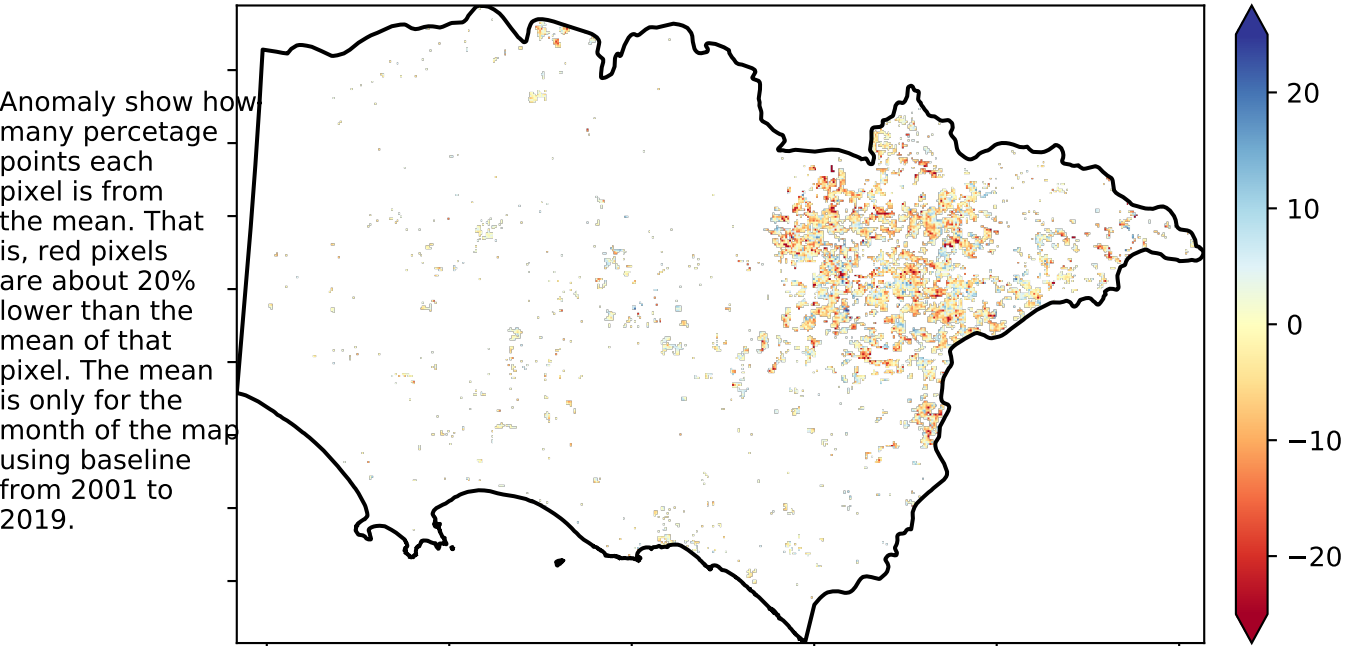 Anomaly show how
many percetage
points each
pixel is from
the mean. That
is, red pixels
are about 20%
lower than the
mean of that
pixel. The mean
is only for the
month of the map
using baseline
from 2001 to
2019.
20
10
0
−10
−20